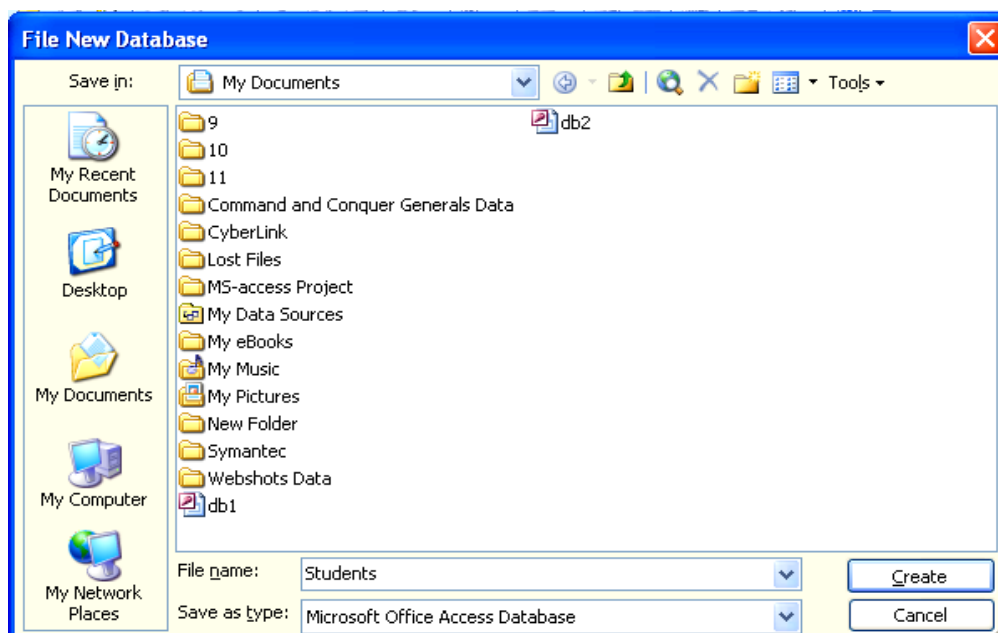 File New Database
Save in:
My Documents
Tools
My Recent
Documents
Desktop
My Documents
My Computer
My Network
Places
9
10
11
Command and Conquer Generals Data
CyberLink
Lost Files
MS-access Project
My Data Sources
My eBooks
My Music
My Pictures
New Folder
Symantec
Webshots Data
db1
db2
File name:
Students
Create
Save as type:
Microsoft Office Access Database
Cancel